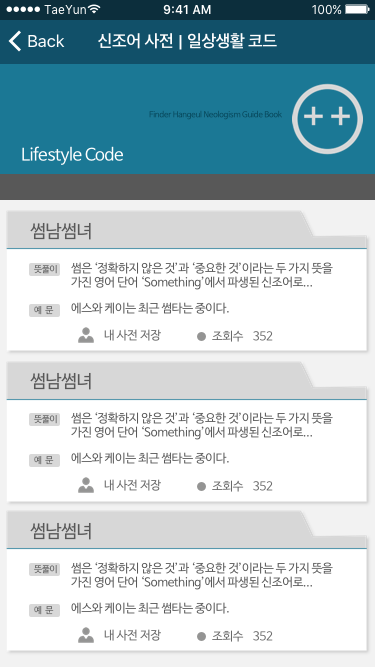 TaeYun 9:41 AM 100%
Back 신조어 사전 | 일상생활 코드
Finder Hangeul Neologism Guide Book
++
Lifestyle Code
썸남썸녀
뜻풀이 썸은 ‘정확하지 않은 것’과 ‘중요한 것’이라는 두 가지 뜻을
가진 영어 단어 ‘Something’에서 파생된 신조어로...
예 문 에스와 케이는 최근 썸타는 중이다.
내 사전 저장 조회수 352
썸남썸녀
뜻풀이 썸은 ‘정확하지 않은 것’과 ‘중요한 것’이라는 두 가지 뜻을
가진 영어 단어 ‘Something’에서 파생된 신조어로...
예 문 에스와 케이는 최근 썸타는 중이다.
내 사전 저장 조회수 352
썸남썸녀
뜻풀이 썸은 ‘정확하지 않은 것’과 ‘중요한 것’이라는 두 가지 뜻을
가진 영어 단어 ‘Something’에서 파생된 신조어로...
예 문 에스와 케이는 최근 썸타는 중이다.
내 사전 저장 조회수 352